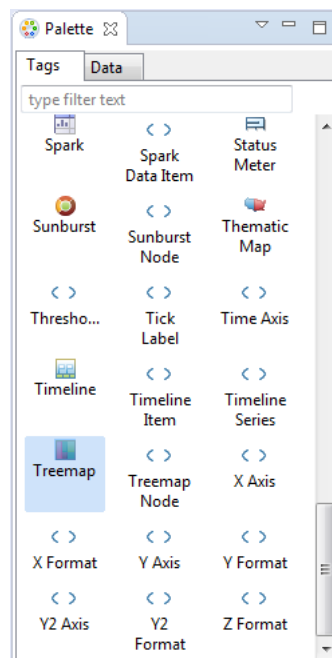 Palette
Tags Data
type filter text
Spark
Spark
Data Item
Status
Meter
Sunburst
Sunburst
Node
Thematic
Map
Thresho...
Tick
Label
Time Axis
Timeline
Timeline
Item
Timeline
Series
Treemap
Treemap
Node
X Axis
X Format
Y Axis
Y Format
Y2 Axis
Y2
Format
Z Format